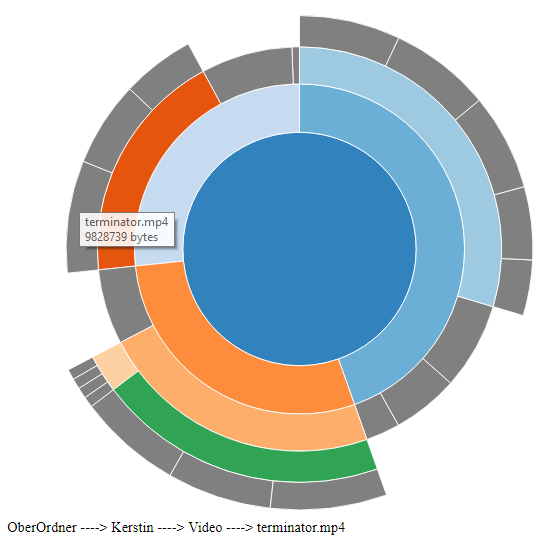 terminator.mp4
9828739 bytes
OberOrdner ----> Kerstin ----> Video ----> terminator.mp4